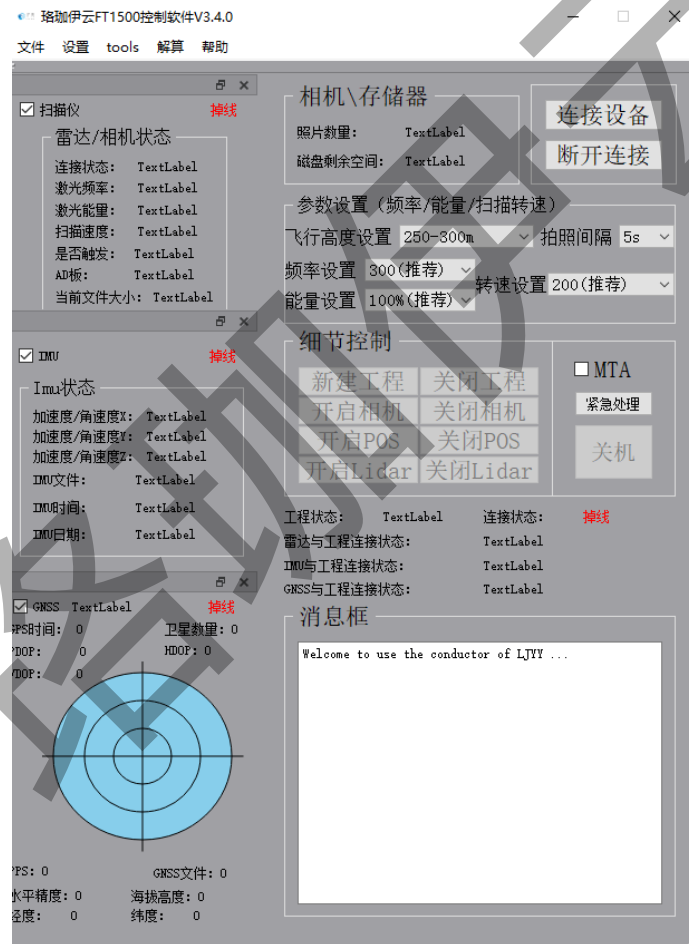 珞珈伊云FT1500控制软件V3.4.0
文件 设置 tools 解算 帮助
扫描仪 掉线
雷达/相机状态
连接状态: TextLabel
激光频率: TextLabel
激光能量: TextLabel
扫描速度: TextLabel
是否触发: TextLabel
AD板: TextLabel
当前文件大小: TextLabel
IMU 掉线
Imu状态
加速度/角速度X: TextLabel
加速度/角速度Y: TextLabel
加速度/角速度Z: TextLabel
IMU文件: TextLabel
IMU时间: TextLabel
IMU日期: TextLabel
GNSS TextLabel 掉线
GPS时间: 0 卫星数量: 0
PDOP: 0 HDOP: 0
VDOP: 0
PPS: 0 GNSS文件: 0
水平精度: 0 海拔高度: 0
经度: 0 纬度: 0
相机\存储器
照片数量: TextLabel
磁盘剩余空间: TextLabel
连接设备
断开连接
参数设置(频率/能量/扫描转速)
飞行高度设置 250-300m 拍照间隔 5s
频率设置 300(推荐) 转速设置 200(推荐)
能量设置 100%(推荐)
细节控制
新建工程 关闭工程
开启相机 关闭相机
开启POS 关闭POS
开启Lidar 关闭Lidar
MTA
紧急处理
关机
工程状态: TextLabel 连接状态: 掉线
雷达与工程连接状态: TextLabel
IMU与工程连接状态: TextLabel
GNSS与工程连接状态: TextLabel
消息框
Welcome to use the conductor of LJYY ...
珞珈伊云